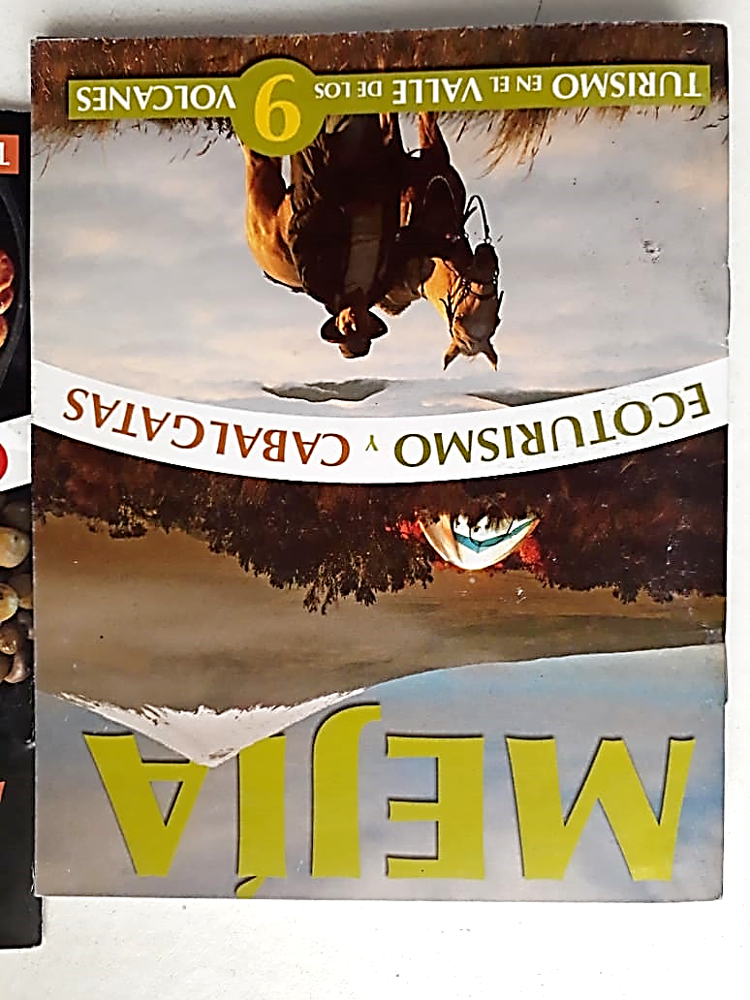 MEJÍA
ECOTURISMO Y CABALGATAS
TURISMO EN EL VALLE DE LOS 9 VOLCANES